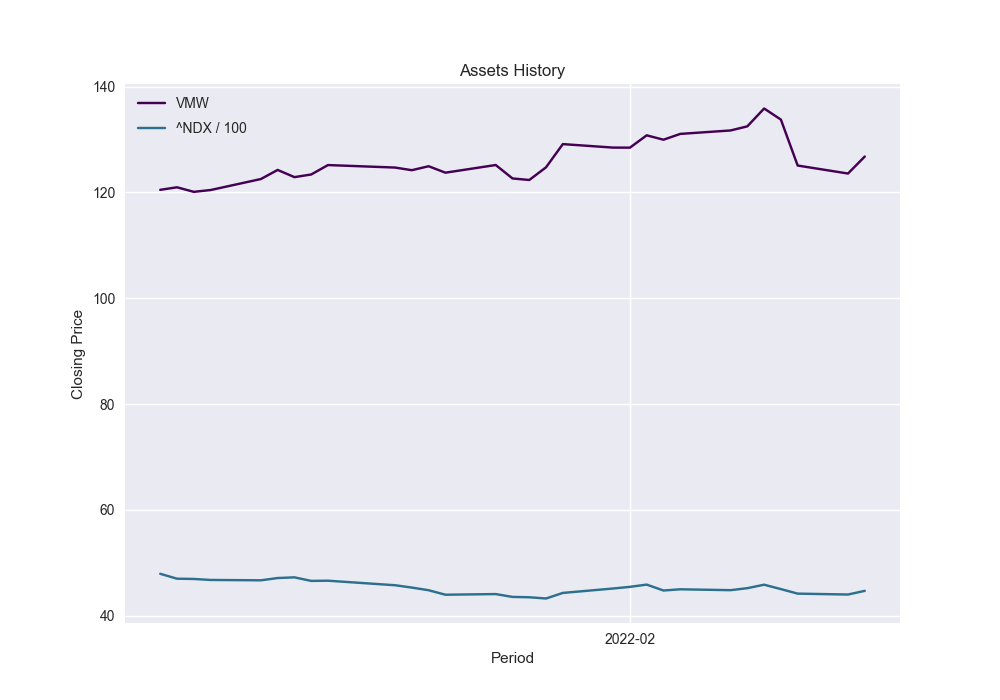 Assets History
VMW
^NDX / 100
140
120
100
80
60
40
Closing Price
2022-02
Period